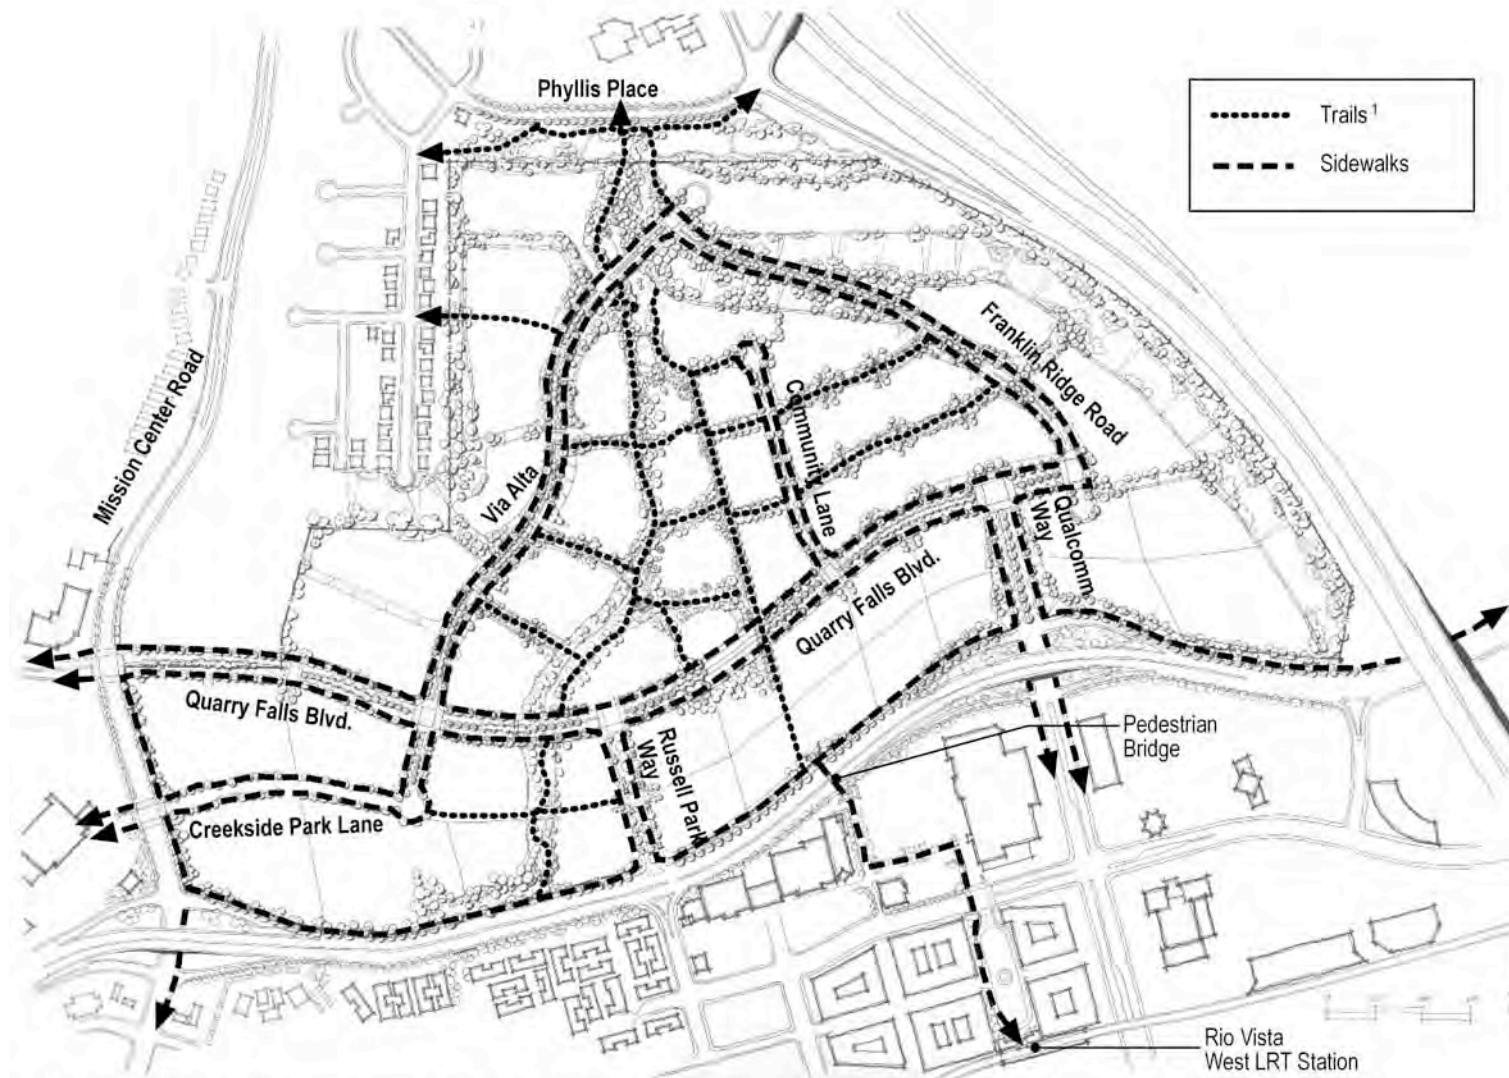 Phyllis Place
Trails 1
Sidewalks
Franklin Ridge Road
Mission Center Road
Community Lane
Via Alta
Qualcomm
Way
Quarry Falls Blvd.
Quarry Falls Blvd.
Pedestrian
Bridge
Russell Park
Way
Creekside Park Lane
Rio Vista
West LRT Station